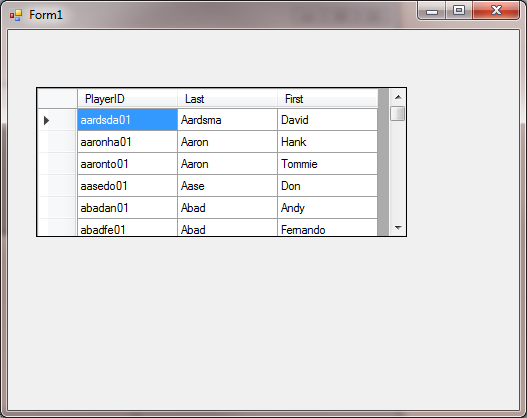 Form1
PlayerID Last First
aardsda01 Aardsma David
aaronha01 Aaron Hank
aaronto01 Aaron Tommie
aasedo01 Aase Don
abadan01 Abad Andy
abadfe01 Abad Fernando